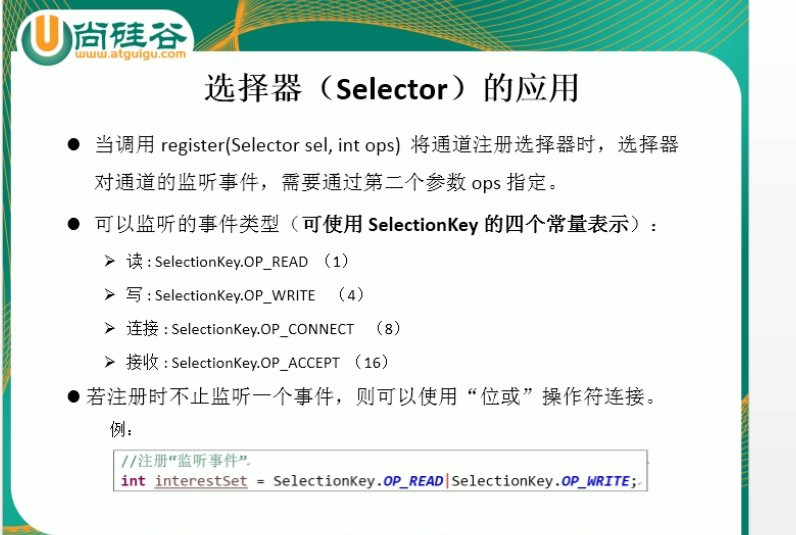 尚硅谷
www.atguigu.com
选择器（Selector）的应用
● 当调用 register(Selector sel, int ops) 将通道注册选择器时，选择器
对通道的监听事件，需要通过第二个参数 ops 指定。
● 可以监听的事件类型（可使用 SelectionKey 的四个常量表示）：
➢ 读 : SelectionKey.OP_READ （1）
➢ 写 : SelectionKey.OP_WRITE （4）
➢ 连接 : SelectionKey.OP_CONNECT （8）
➢ 接收 : SelectionKey.OP_ACCEPT （16）
● 若注册时不止监听一个事件，则可以使用“位或”操作符连接。
例：
//注册“监听事件”
int interestSet = SelectionKey.OP_READ|SelectionKey.OP_WRITE;